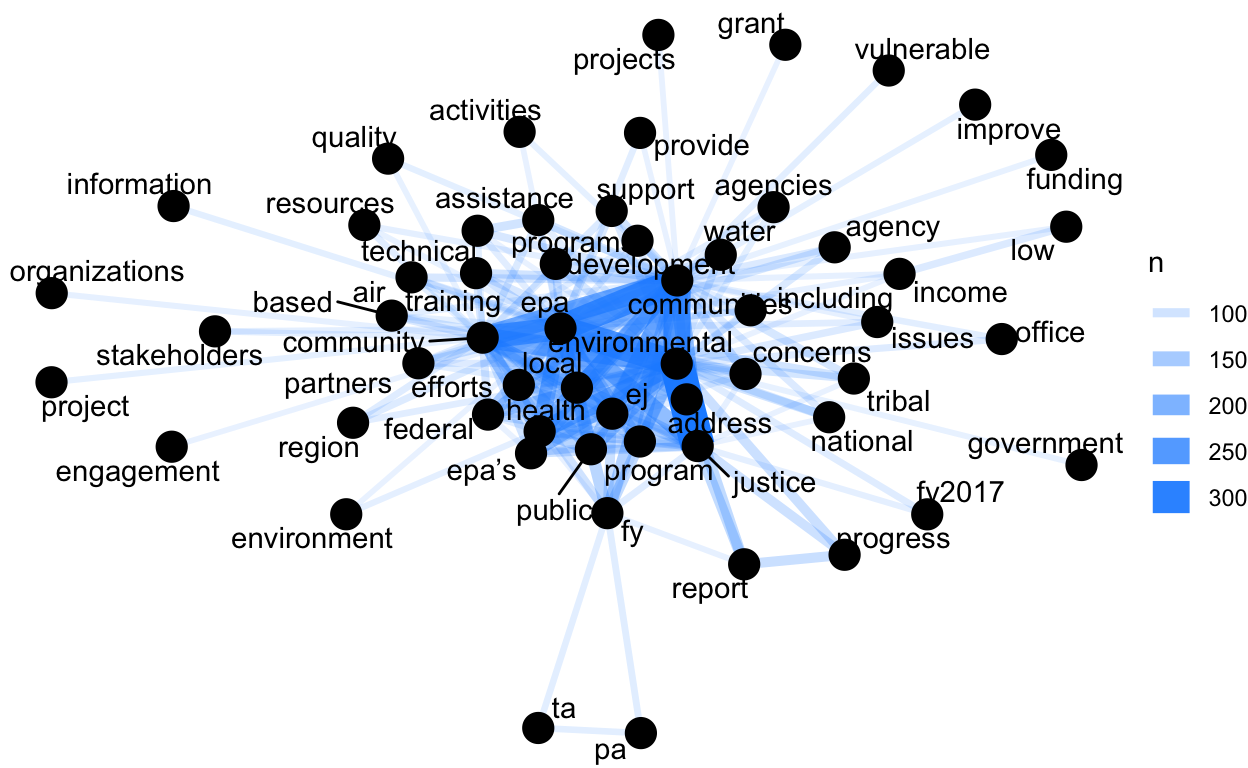 grant
projects
vulnerable
activities
improve
quality
provide
funding
information
resources
assistance
support
agencies
technical
programs
water
agency
low
organizations
development
n
based
air
training
epa
communities
including
income
100
community
environmental
issues
office
stakeholders
local
concerns
150
partners
efforts
ej
tribal
200
project
region
federal
health
address
national
government
250
engagement
epa's
program
justice
300
public
fy
fy2017
environment
progress
report
ta
pa